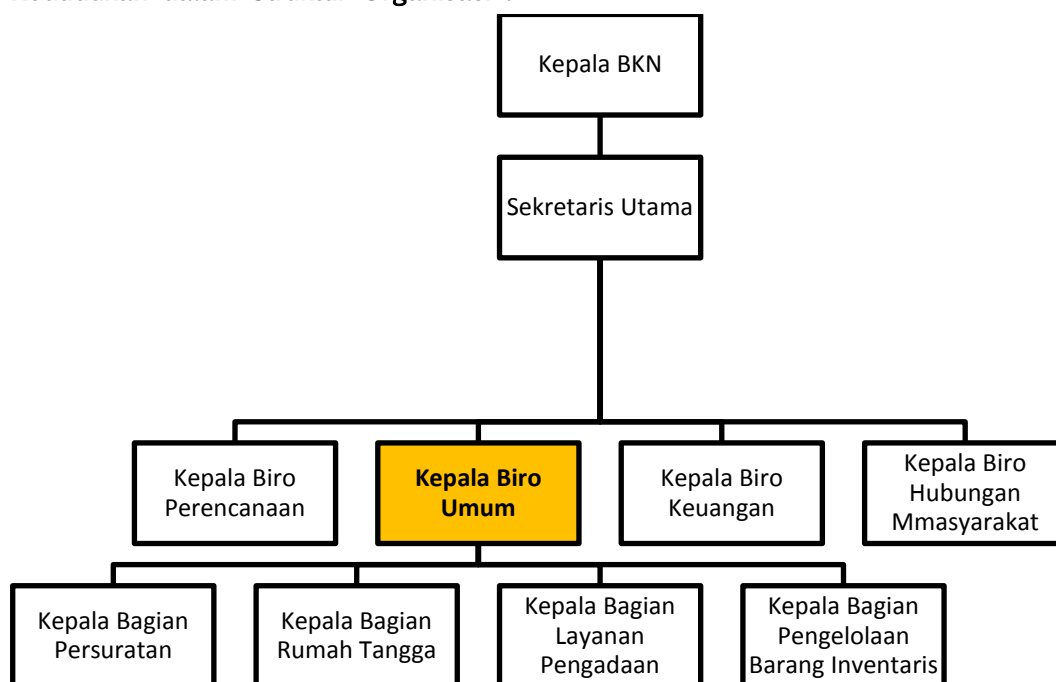 Kepala BKN
Sekretaris Utama
Kepala Biro
Perencanaan
Kepala Biro
Umum
Kepala Biro
Keuangan
Kepala Biro
Hubungan
Mmasyarakat
Kepala Bagian
Persuratan
Kepala Bagian
Rumah Tangga
Kepala Bagian
Layanan
Pengadaan
Kepala Bagian
Pengelolaan
Barang Inventaris